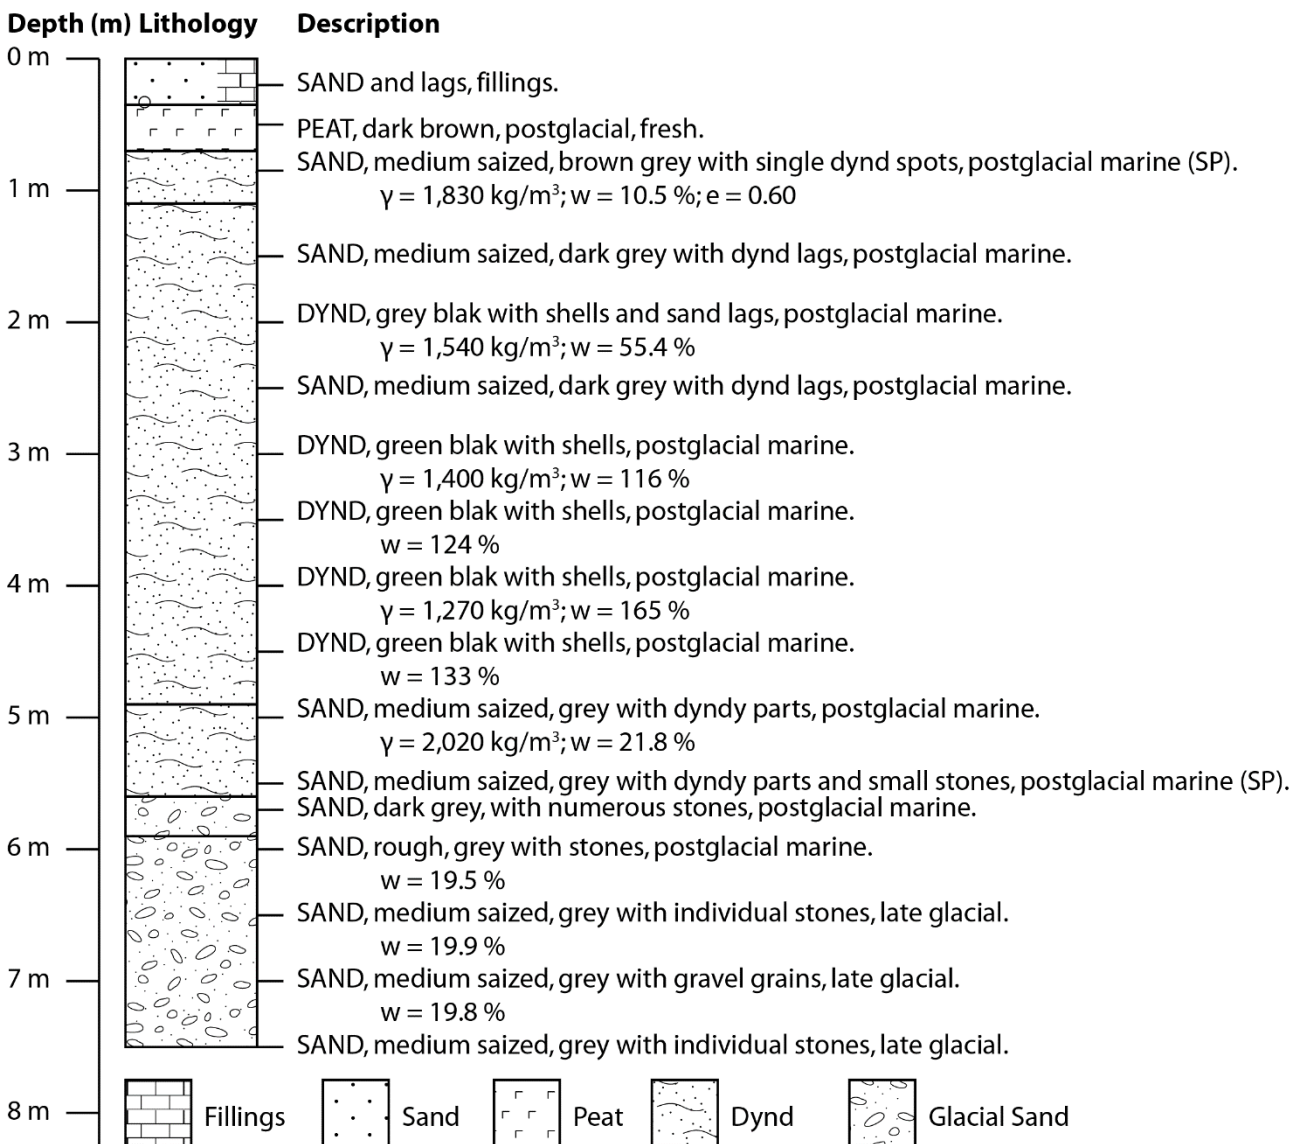 Depth (m) Lithology Description
0 m
SAND and lags, fillings.
PEAT, dark brown, postglacial, fresh.
SAND, medium saized, brown grey with single dynd spots, postglacial marine (SP).
1 m
γ = 1,830 kg/m³; w = 10.5 %; e = 0.60
SAND, medium saized, dark grey with dynd lags, postglacial marine.
2 m
DYND, grey blak with shells and sand lags, postglacial marine.
γ = 1,540 kg/m³; w = 55.4 %
SAND, medium saized, dark grey with dynd lags, postglacial marine.
3 m
DYND, green blak with shells, postglacial marine.
γ = 1,400 kg/m³; w = 116 %
DYND, green blak with shells, postglacial marine.
w = 124 %
4 m
DYND, green blak with shells, postglacial marine.
γ = 1,270 kg/m³; w = 165 %
DYND, green blak with shells, postglacial marine.
w = 133 %
5 m
SAND, medium saized, grey with dyndy parts, postglacial marine.
γ = 2,020 kg/m³; w = 21.8 %
SAND, medium saized, grey with dyndy parts and small stones, postglacial marine (SP).
SAND, dark grey, with numerous stones, postglacial marine.
6 m
SAND, rough, grey with stones, postglacial marine.
w = 19.5 %
SAND, medium saized, grey with individual stones, late glacial.
w = 19.9 %
7 m
SAND, medium saized, grey with gravel grains, late glacial.
w = 19.8 %
SAND, medium saized, grey with individual stones, late glacial.
8 m
Fillings Sand Peat Dynd Glacial Sand